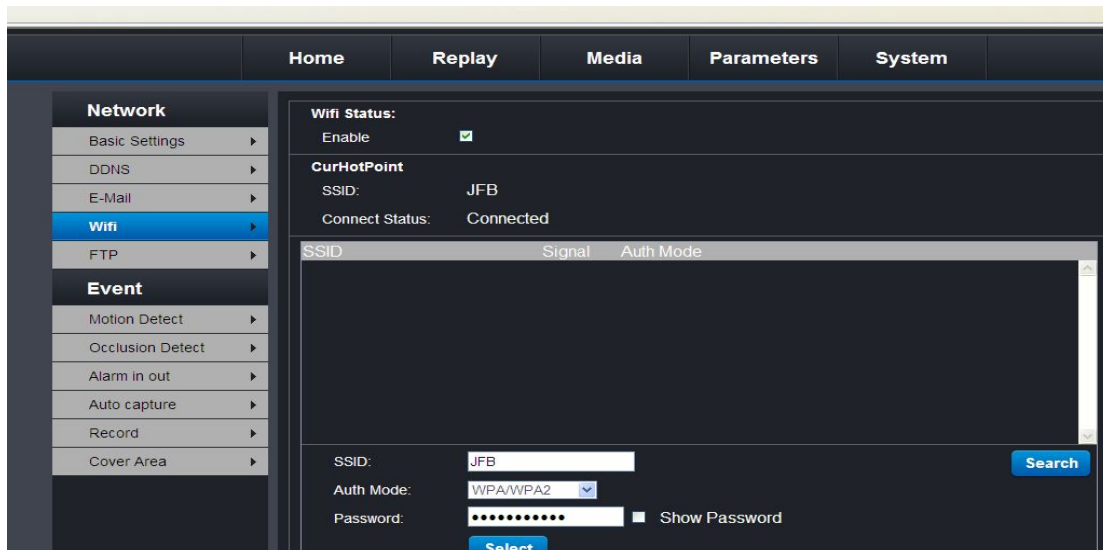 Home Replay Media Parameters System
Network
Basic Settings
DDNS
E-Mail
Wifi
FTP
Event
Motion Detect
Occlusion Detect
Alarm in out
Auto capture
Record
Cover Area
Wifi Status:
Enable
CurHotPoint
SSID: JFB
Connect Status: Connected
SSID Signal Auth Mode
SSID: JFB
Search
Auth Mode: WPA/WPA2
Password: ●●●●●●●●●●● Show Password
Select